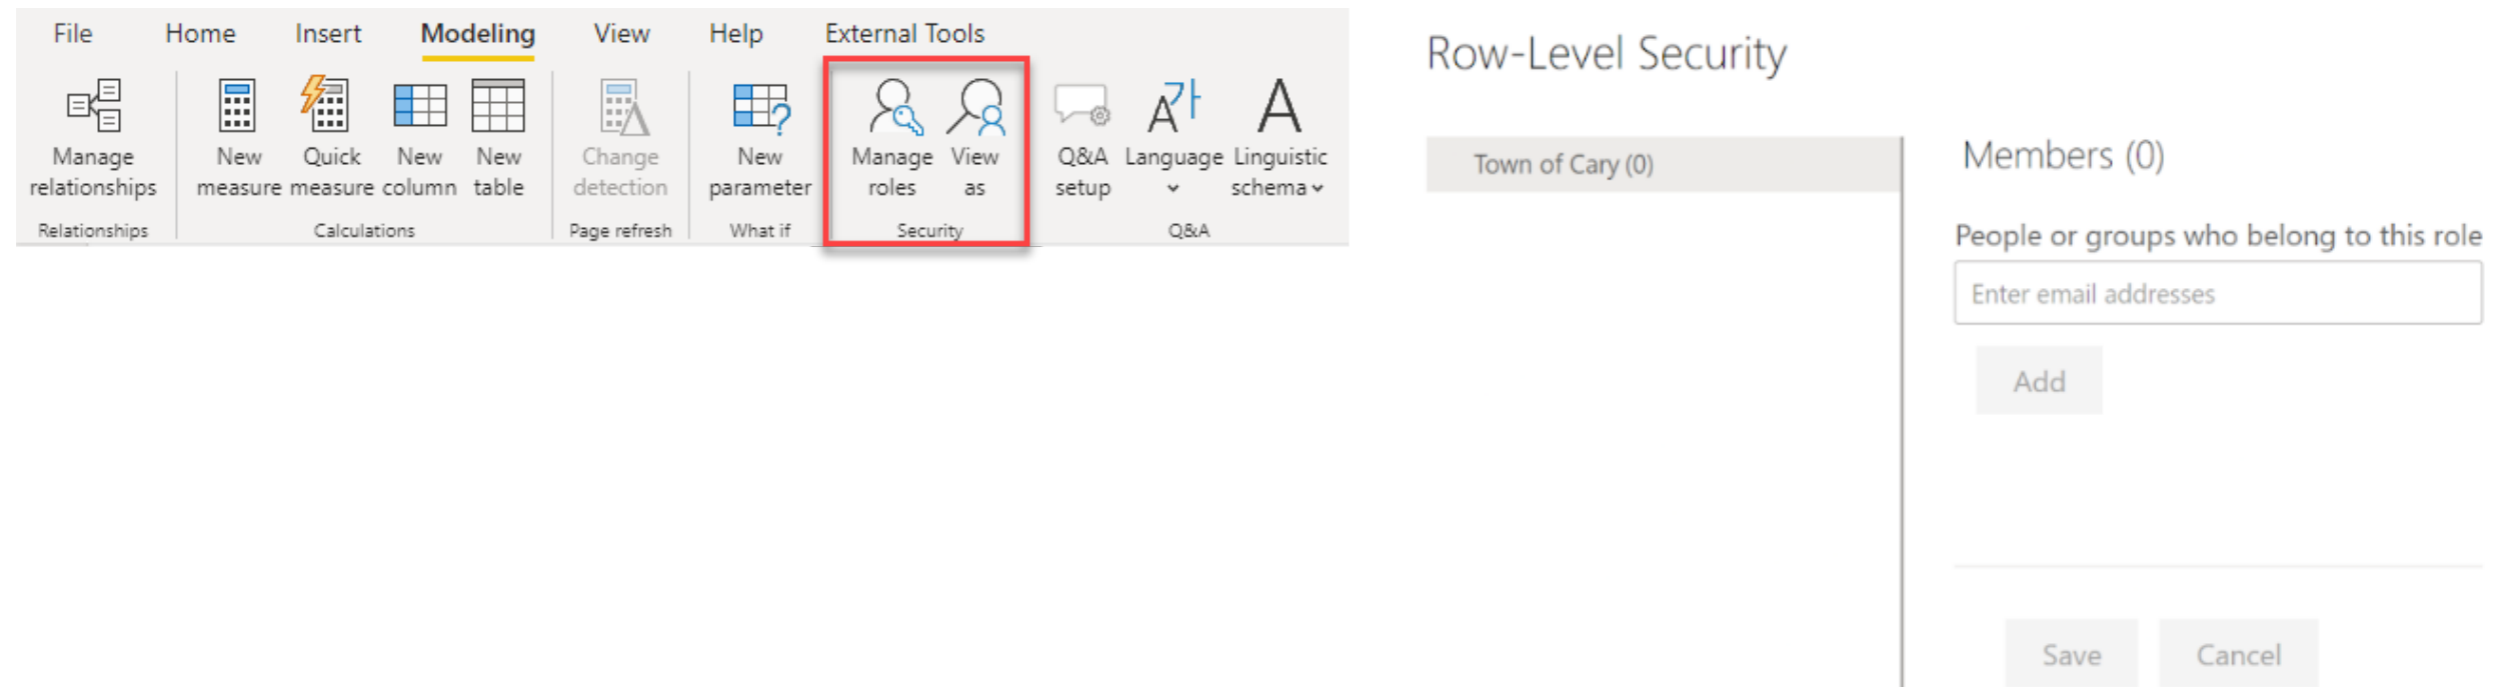 File Home Insert Modeling View Help External Tools
Manage relationships
New measure
Quick measure
New column
New table
Change detection
New parameter
Manage roles
View as
Q&A setup
Language
Linguistic schema
Relationships
Calculations
Page refresh
What if
Security
Q&A
Row-Level Security
Town of Cary (0)
Members (0)
People or groups who belong to this role
Enter email addresses
Add
Save
Cancel